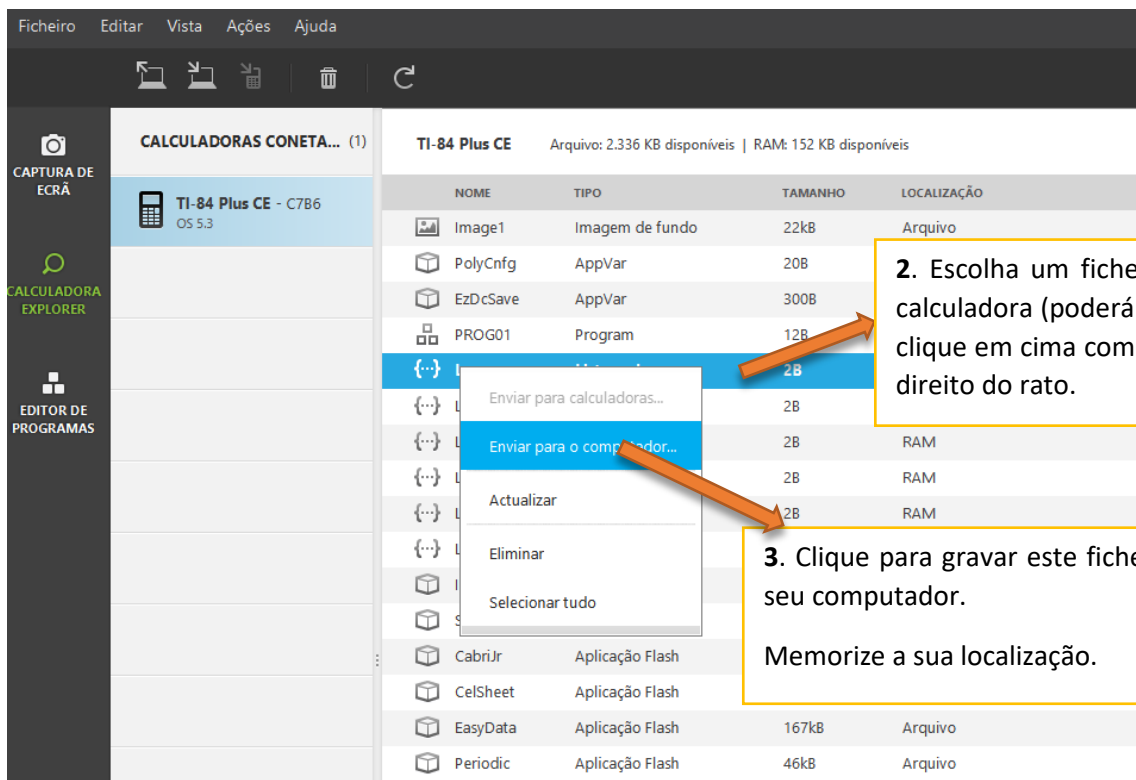 Ficheiro Editar Vista Ações Ajuda
CAPTURA DE
ECRÃ
CALCULADORA
EXPLORER
EDITOR DE
PROGRAMAS
CALCULADORAS CONETA... (1)
TI-84 Plus CE - C7B6
OS 5.3
TI-84 Plus CE Arquivo: 2.336 KB disponíveis | RAM: 152 KB disponíveis
NOME TIPO TAMANHO LOCALIZAÇÃO
Image1 Imagem de fundo 22kB Arquivo
PolyCnfg AppVar 20B
EzDcSave AppVar 300B
PROG01 Program 12B
2B
2B
2B RAM
2B RAM
2B RAM
Enviar para calculadoras...
Enviar para o computador...
Actualizar
Eliminar
Selecionar tudo
CabriJr Aplicação Flash
CelSheet Aplicação Flash
EasyData Aplicação Flash 167kB Arquivo
Periodic Aplicação Flash 46kB Arquivo
2. Escolha um fiche
calculadora (poderá
clique em cima com
direito do rato.
3. Clique para gravar este fiche
seu computador.
Memorize a sua localização.